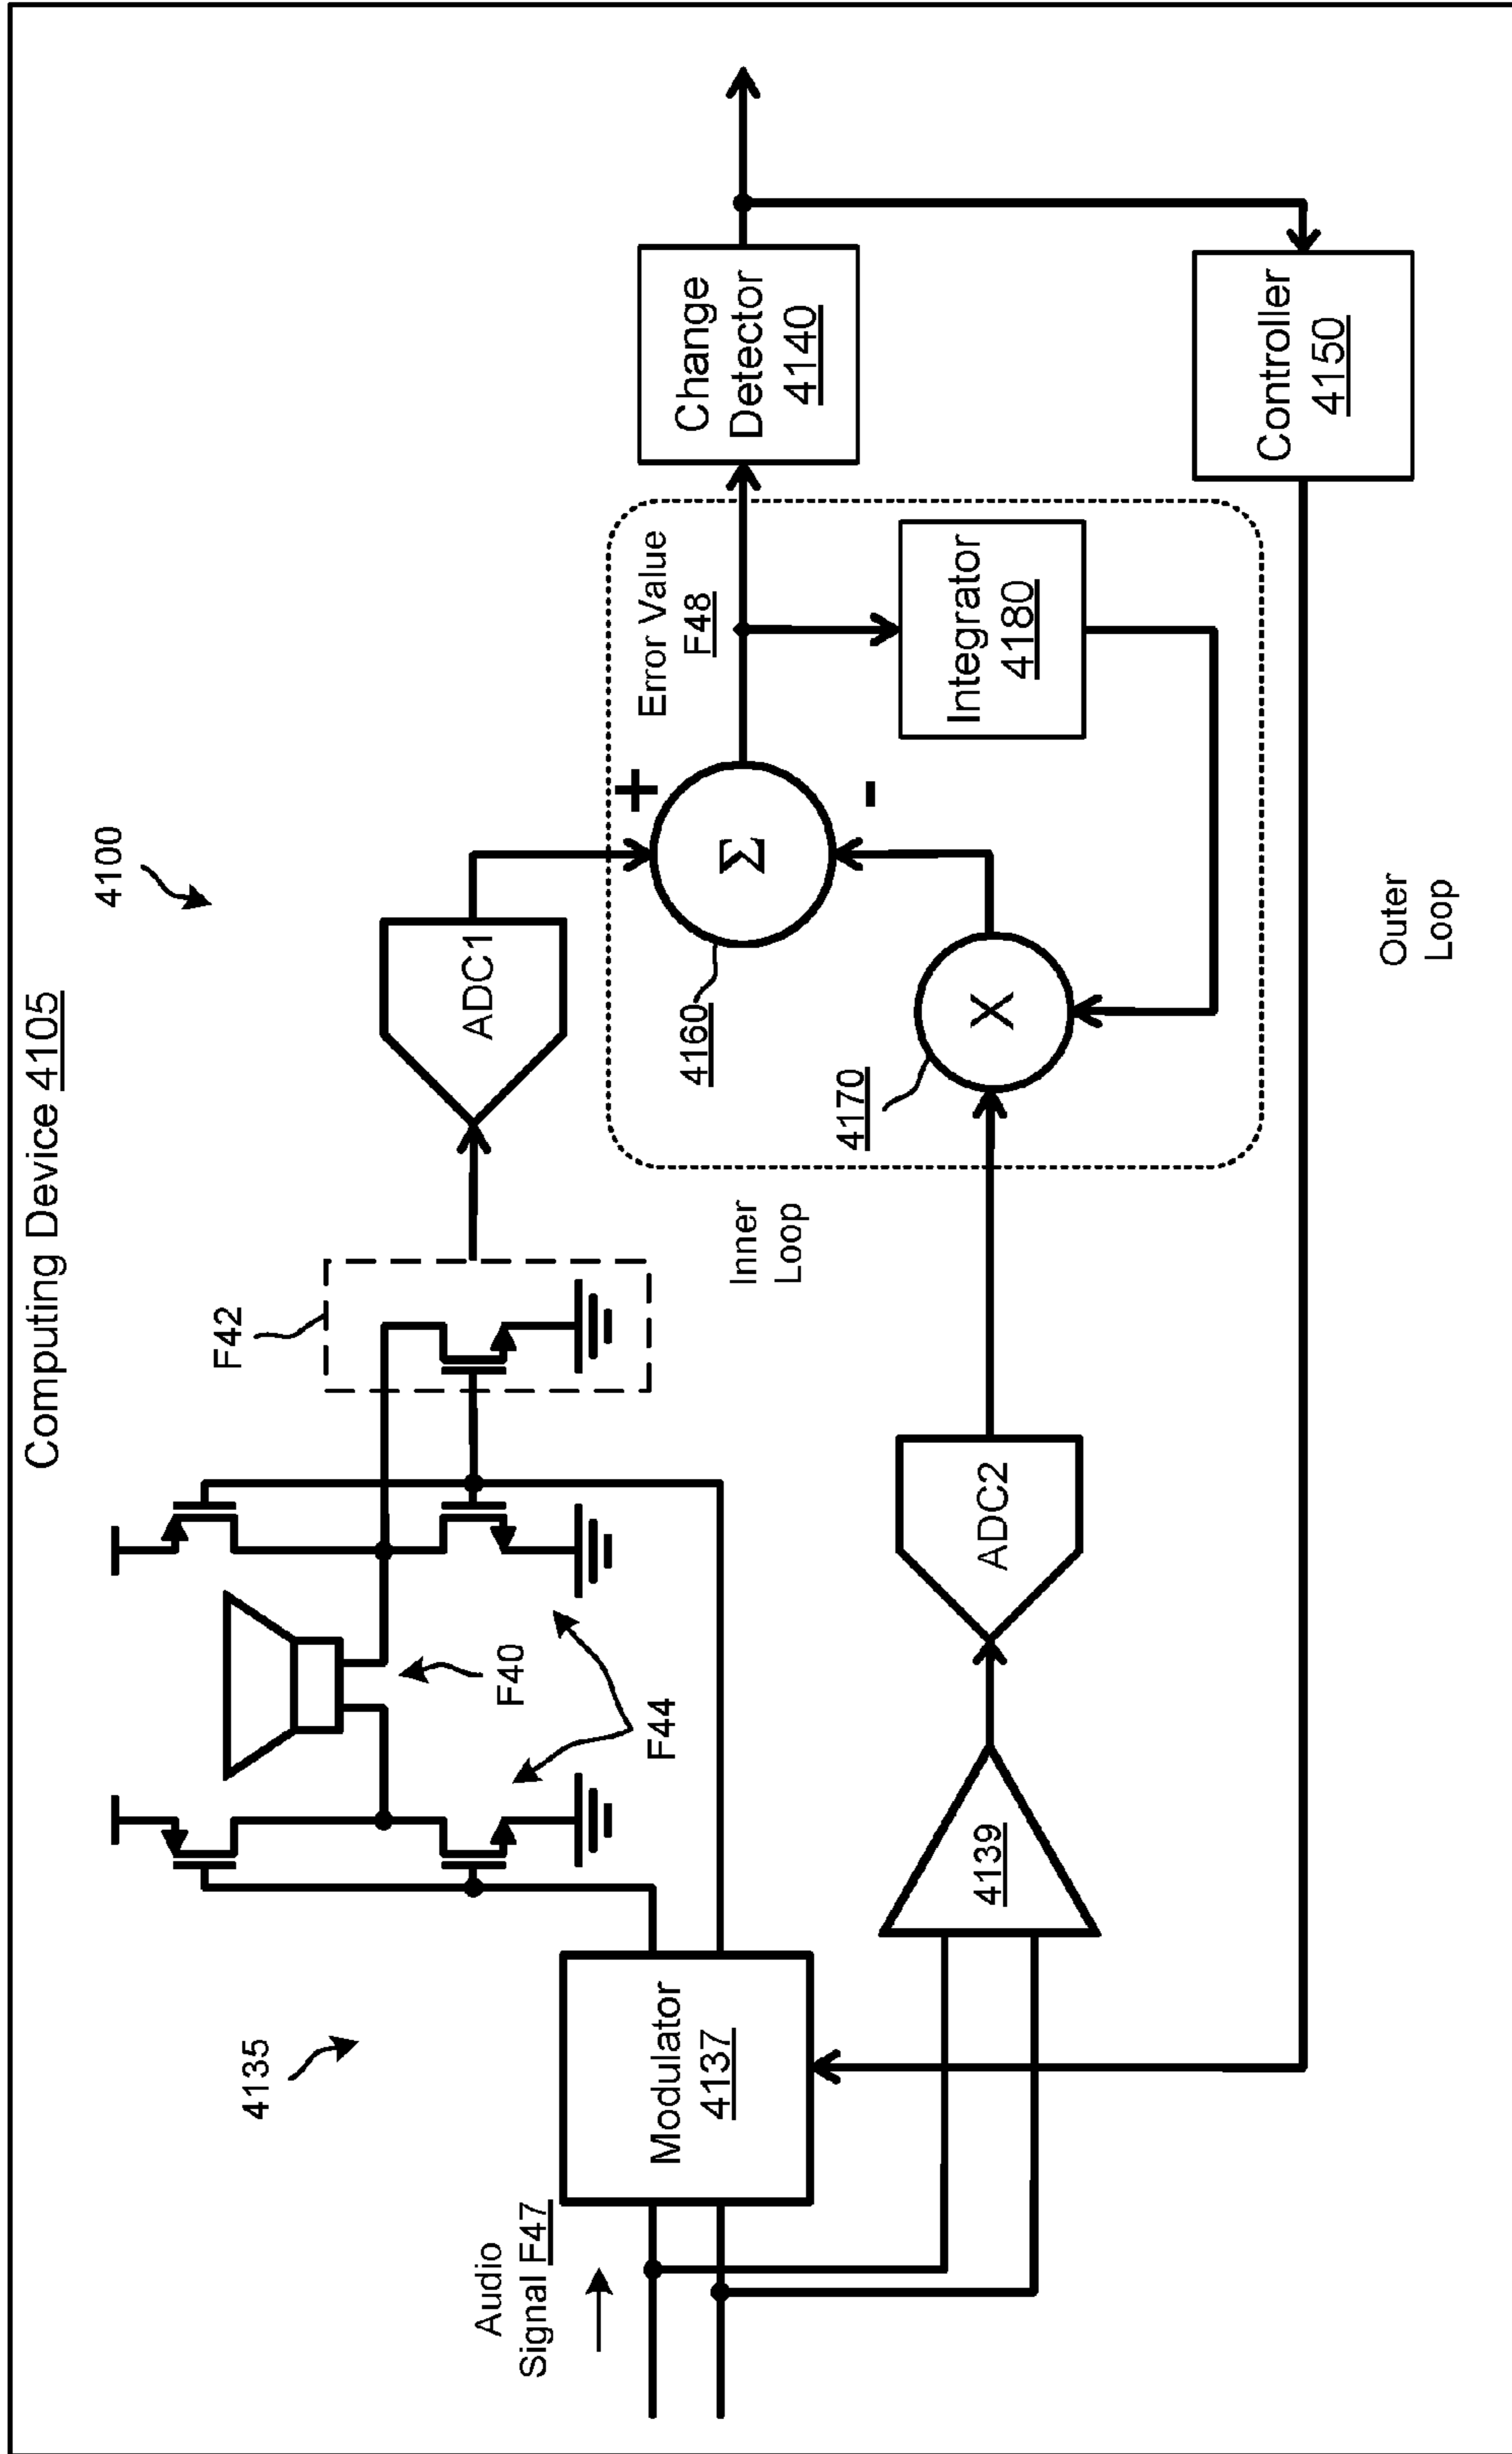 Computing Device 4105
4100
4135
F42
F40
F44
ADC1
Audio
Signal F47
Modulator
4137
Inner
Loop
4160
Σ
+
-
Error Value
F48
Change
Detector
4140
4170
X
Integrator
4180
4139
ADC2
Controller
4150
Outer
Loop